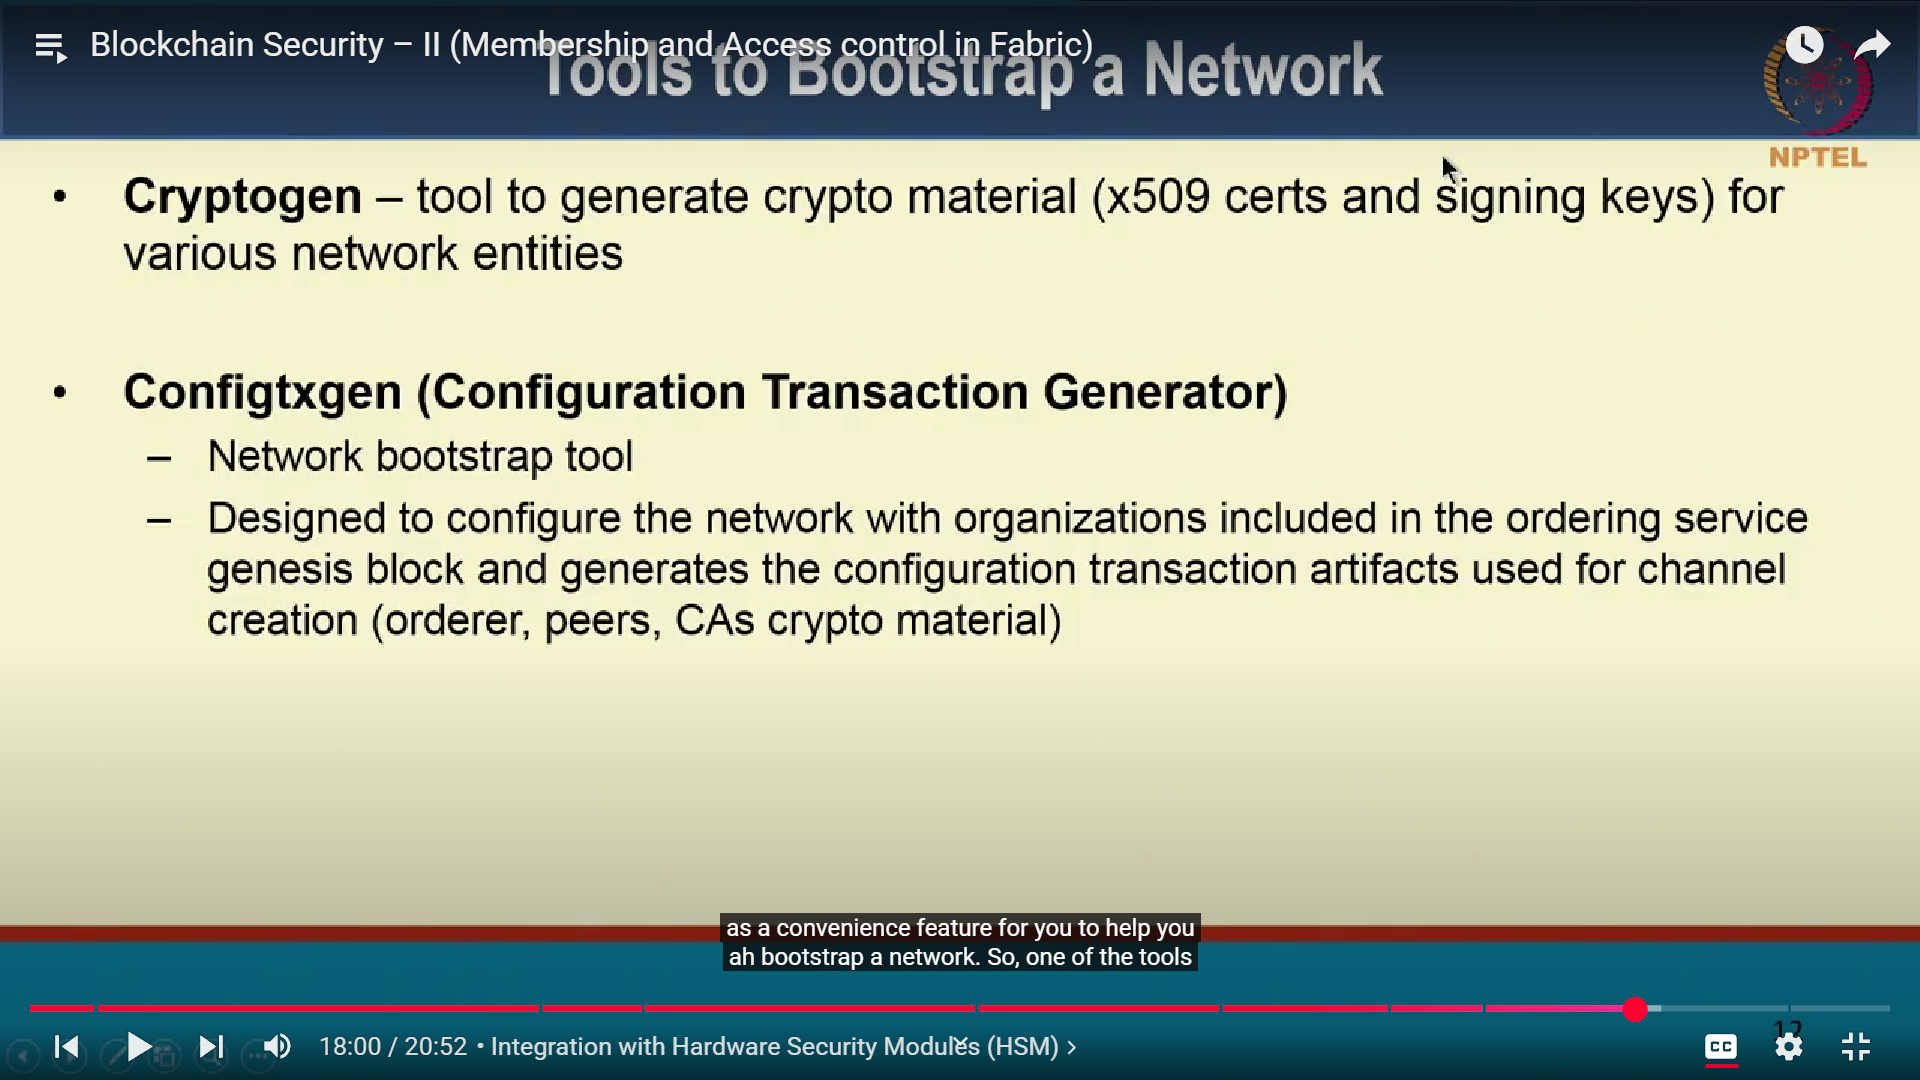 Blockchain Security – II (Membership and Access control in Fabric)
Tools to Bootstrap a Network
NPTEL
• Cryptogen – tool to generate crypto material (x509 certs and signing keys) for
various network entities
• Configtxgen (Configuration Transaction Generator)
– Network bootstrap tool
– Designed to configure the network with organizations included in the ordering service
genesis block and generates the configuration transaction artifacts used for channel
creation (orderer, peers, CAs crypto material)
as a convenience feature for you to help you
ah bootstrap a network. So, one of the tools
12
18:00 / 20:52 • Integration with Hardware Security Modules (HSM) ›
CC